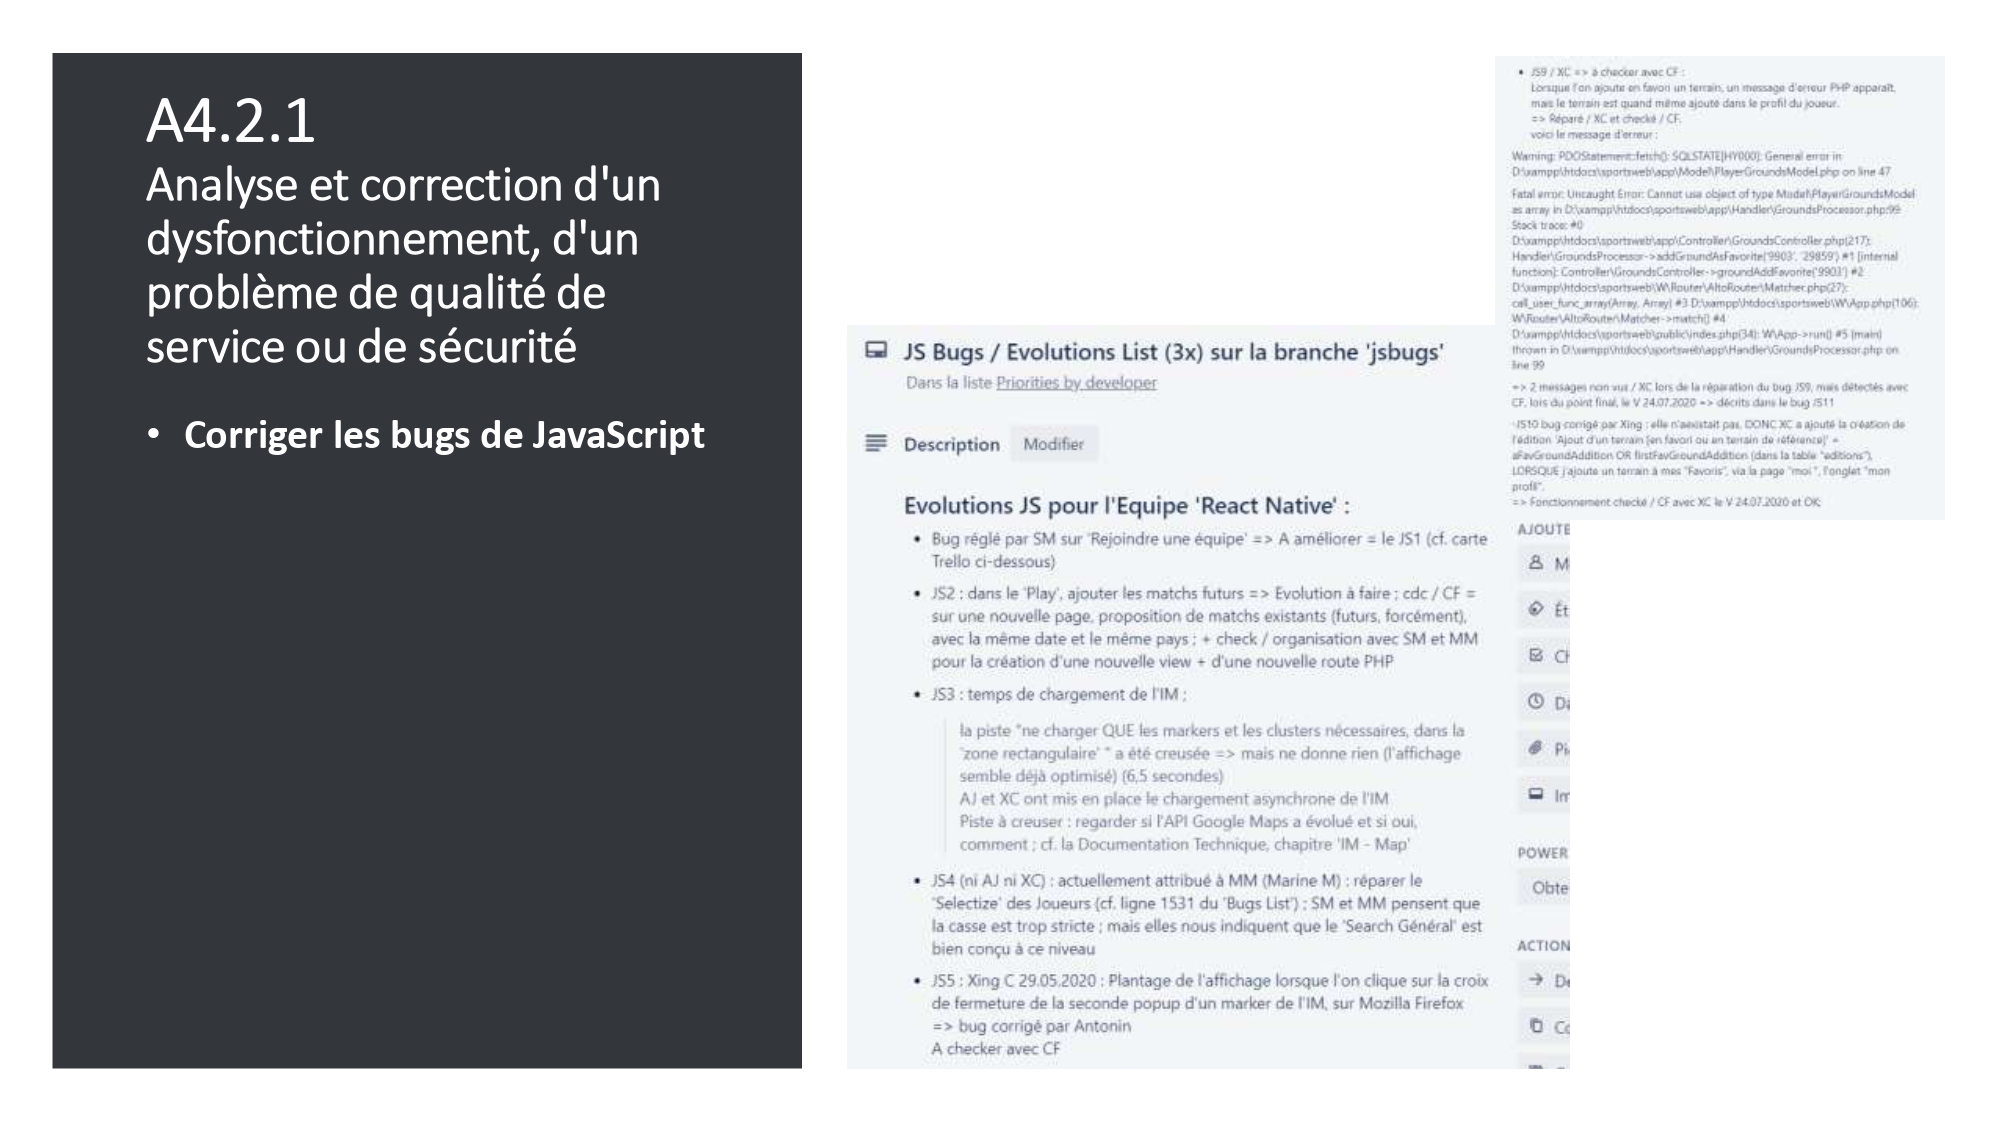 A4.2.1
Analyse et correction d'un
dysfonctionnement, d'un
problème de qualité de
service ou de sécurité
• Corriger les bugs de JavaScript
JS Bugs / Evolutions List (3x) sur la branche 'jsbugs'
Dans la liste Priorities by developer
Description Modifier
Evolutions JS pour l'Equipe 'React Native' :
• Bug réglé par SM sur 'Rejoindre une équipe' => A améliorer = le JS1 (cf. carte
Trello ci-dessous)
• JS2 : dans le 'Play', ajouter les matchs futurs => Evolution à faire ; cdc / CF =
sur une nouvelle page, proposition de matchs existants (futurs, forcément),
avec la même date et le même pays ; + check / organisation avec SM et MM
pour la création d'une nouvelle view + d'une nouvelle route PHP
• JS3 : temps de chargement de l'IM ;
la piste "ne charger QUE les markers et les clusters nécessaires, dans la
'zone rectangulaire' " a été creusée => mais ne donne rien (l'affichage
semble déjà optimisé) (6,5 secondes)
AJ et XC ont mis en place le chargement asynchrone de l'IM
Piste à creuser : regarder si l'API Google Maps a évolué et si oui,
comment ; cf. la Documentation Technique, chapitre 'IM - Map'
• JS4 (ni AJ ni XC) : actuellement attribué à MM (Marine M) : réparer le
'Selectize' des Joueurs (cf. ligne 1531 du 'Bugs List') ; SM et MM pensent que
la casse est trop stricte ; mais elles nous indiquent que le 'Search Général' est
bien conçu à ce niveau
• JS5 : Xing C 29.05.2020 : Plantage de l'affichage lorsque l'on clique sur la croix
de fermeture de la seconde popup d'un marker de l'IM, sur Mozilla Firefox
=> bug corrigé par Antonin
A checker avec CF
• JS9 / XC => à checker avec CF :
Lorsque l'on ajoute en favori un terrain, un message d'erreur PHP apparaît,
mais le terrain est quand même ajouté dans le profil du joueur.
=> Réparé / XC et checké / CF.
voici le message d'erreur :
Warning: PDOStatement::fetch(): SQLSTATE[HY000]: General error in
D:\xampp\htdocs\sportsweb\app\Model\PlayerGroundsModel.php on line 47
Fatal error: Uncaught Error: Cannot use object of type Model\PlayerGroundsModel
as array in D:\xampp\htdocs\sportsweb\app\Handler\GroundsProcessor.php:99
Stack trace: #0
D:\xampp\htdocs\sportsweb\app\Controller\GroundsController.php(217):
Handler\GroundsProcessor->addGroundAsFavorite('9903', '29859') #1 [internal
function]: Controller\GroundsController->groundAddFavorite('9903') #2
D:\xampp\htdocs\sportsweb\W\Router\AltoRouter\Matcher.php(27):
call_user_func_array(Array, Array) #3 D:\xampp\htdocs\sportsweb\W\App.php(106):
W\Router\AltoRouter\Matcher->match() #4
D:\xampp\htdocs\sportsweb\public\index.php(34): W\App->run() #5 {main}
thrown in D:\xampp\htdocs\sportsweb\app\Handler\GroundsProcessor.php on
line 99
=> 2 messages non vus / XC lors de la réparation du bug JS9, mais détectés avec
CF, lors du point final, le V 24.07.2020 => décrits dans le bug JS11
-JS10 bug corrigé par Xing : elle n'aexistait pas, DONC XC a ajouté la création de
l'édition 'Ajout d'un terrain [en favori ou en terrain de référence]' =
aFavGroundAddition OR firstFavGroundAddition (dans la table "editions"),
LORSQUE j'ajoute un terrain à mes "Favoris", via la page "moi ", l'onglet "mon
profil".
=> Fonctionnement checké / CF avec XC le V 24.07.2020 et OK;
AJOUTE
M
Ét
Ch
Da
Pi
Im
POWER
Obte
ACTION
De
Co